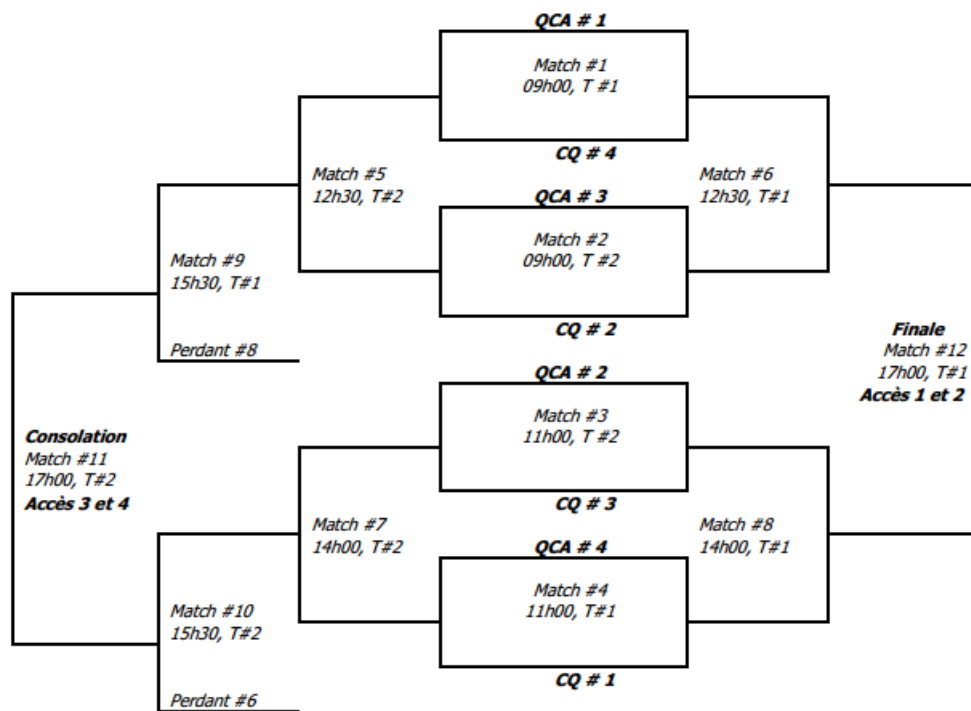 QCA # 1
Match #1
09h00, T #1
CQ # 4
Match #5
12h30, T#2
Match #6
12h30, T#1
QCA # 3
Match #2
09h00, T #2
CQ # 2
Match #9
15h30, T#1
Perdant #8
Finale
Match #12
17h00, T#1
Accès 1 et 2
QCA # 2
Match #3
11h00, T #2
CQ # 3
Consolation
Match #11
17h00, T#2
Accès 3 et 4
Match #7
14h00, T#2
Match #8
14h00, T#1
QCA # 4
Match #4
11h00, T#1
CQ # 1
Match #10
15h30, T#2
Perdant #6